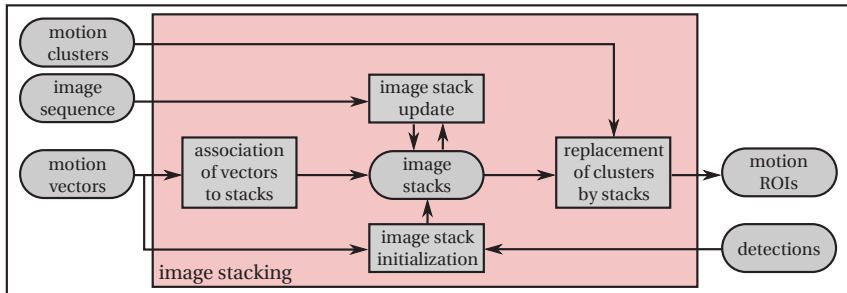 motion
clusters
image
sequence
motion
vectors
association
of vectors
to stacks
image stack
update
image
stacks
image stack
initialization
replacement
of clusters
by stacks
motion
ROIs
detections
image stacking